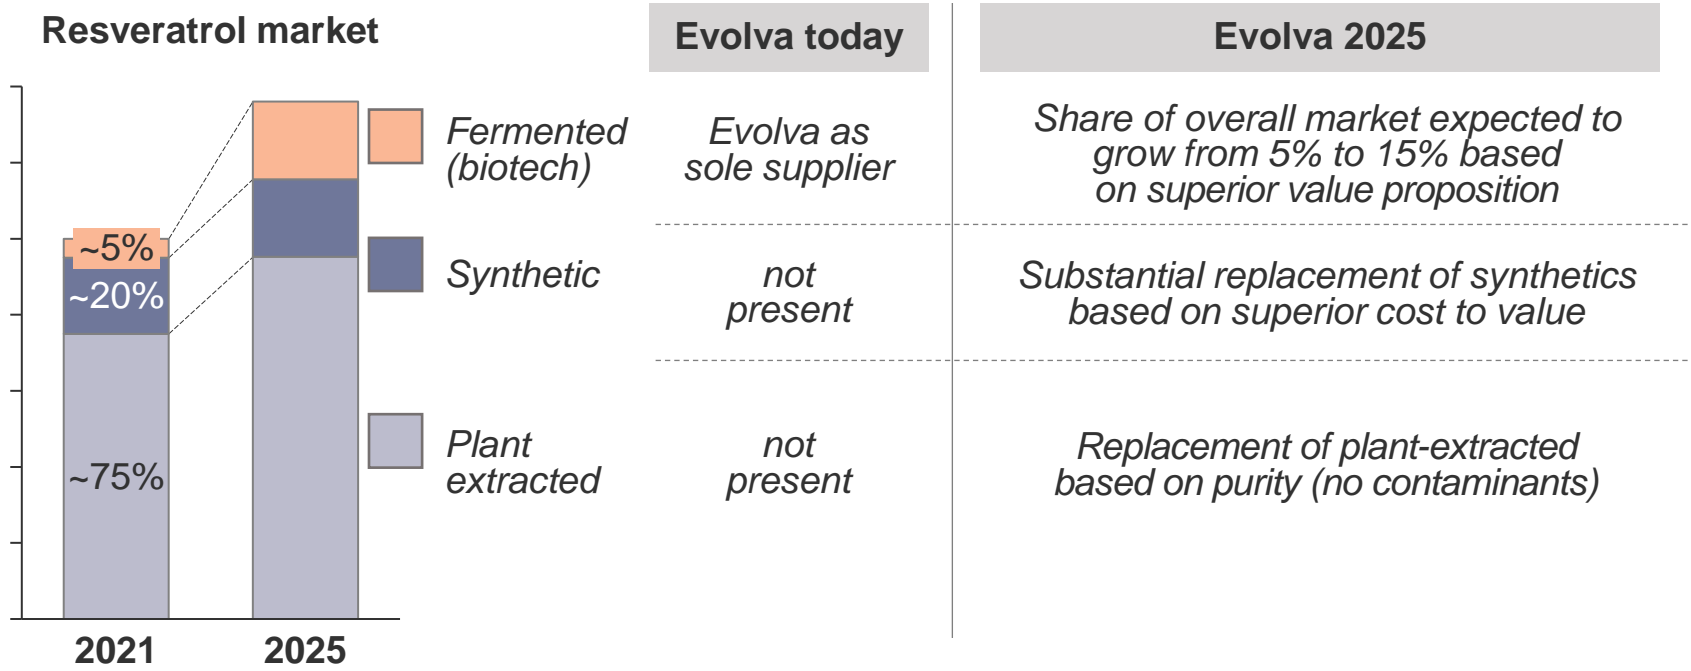 Resveratrol market
Evolva today
Evolva 2025
~5%
~20%
~75%
2021
2025
Fermented
(biotech)
Evolva as
sole supplier
Share of overall market expected to
grow from 5% to 15% based
on superior value proposition
Synthetic
not
present
Substantial replacement of synthetics
based on superior cost to value
Plant
extracted
not
present
Replacement of plant-extracted
based on purity (no contaminants)